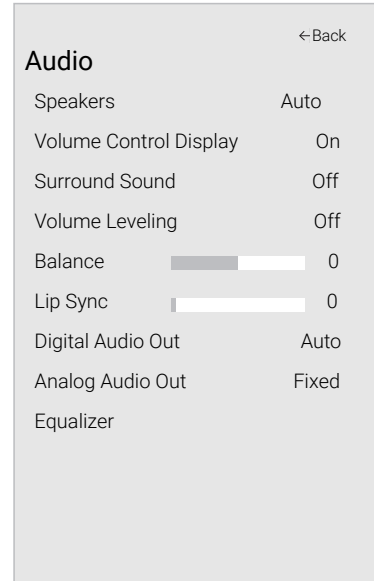 ←Back
Audio
Speakers Auto
Volume Control Display On
Surround Sound Off
Volume Leveling Off
Balance 0
Lip Sync 0
Digital Audio Out Auto
Analog Audio Out Fixed
Equalizer